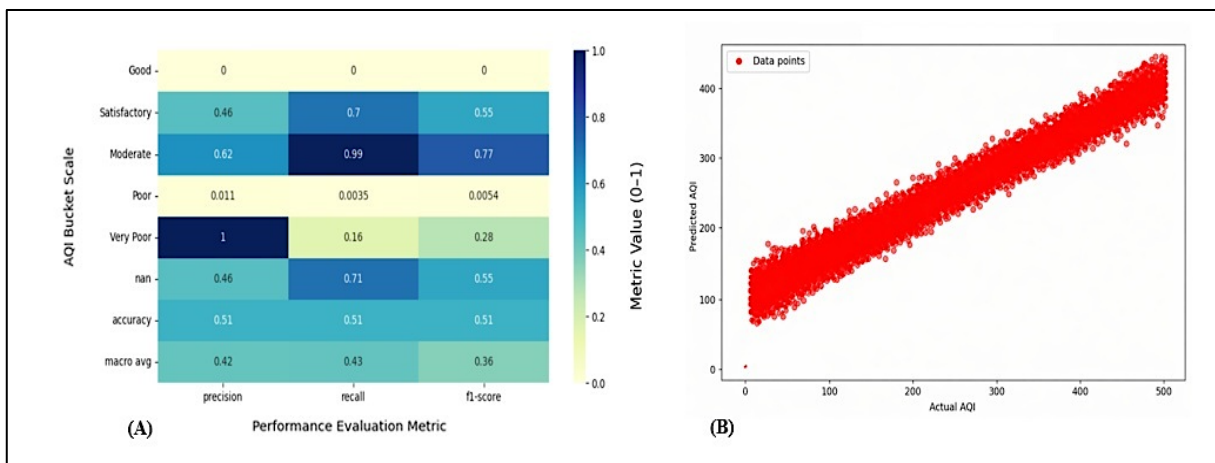 Good 0 0 0
Satisfactory 0.46 0.7 0.55
Moderate 0.62 0.99 0.77
Poor 0.011 0.0035 0.0054
Very Poor 1 0.16 0.28
nan 0.46 0.71 0.55
accuracy 0.51 0.51 0.51
macro avg 0.42 0.43 0.36
precision recall f1-score
AQI Bucket Scale
Performance Evaluation Metric
1.0
0.8
0.6
0.4
0.2
0.0
Metric Value (0–1)
(A)
Data points
400
300
200
100
0
Predicted AQI
0 100 200 300 400 500
Actual AQI
(B)